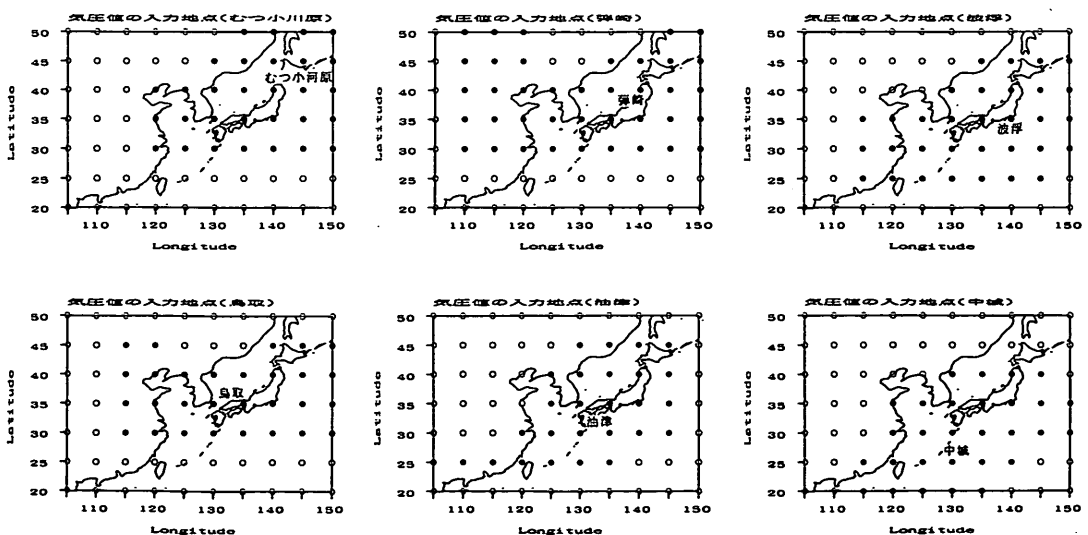 気圧値の入力地点(むつ小川原)
50
45
40
35
30
25
20
Latitude
むつ小河原
110 120 130 140 150
Longitude
気圧値の入力地点(弾崎)
50
45
40
35
30
25
20
Latitude
弾崎
110 120 130 140 150
Longitude
気圧値の入力地点(波浮)
50
45
40
35
30
25
20
Latitude
波浮
110 120 130 140 150
Longitude
気圧値の入力地点(鳥取)
50
45
40
35
30
25
20
Latitude
鳥取
110 120 130 140 150
Longitude
気圧値の入力地点(油津)
50
45
40
35
30
25
20
Latitude
油津
110 120 130 140 150
Longitude
気圧値の入力地点(中城)
50
45
40
35
30
25
20
Latitude
中城
110 120 130 140 150
Longitude